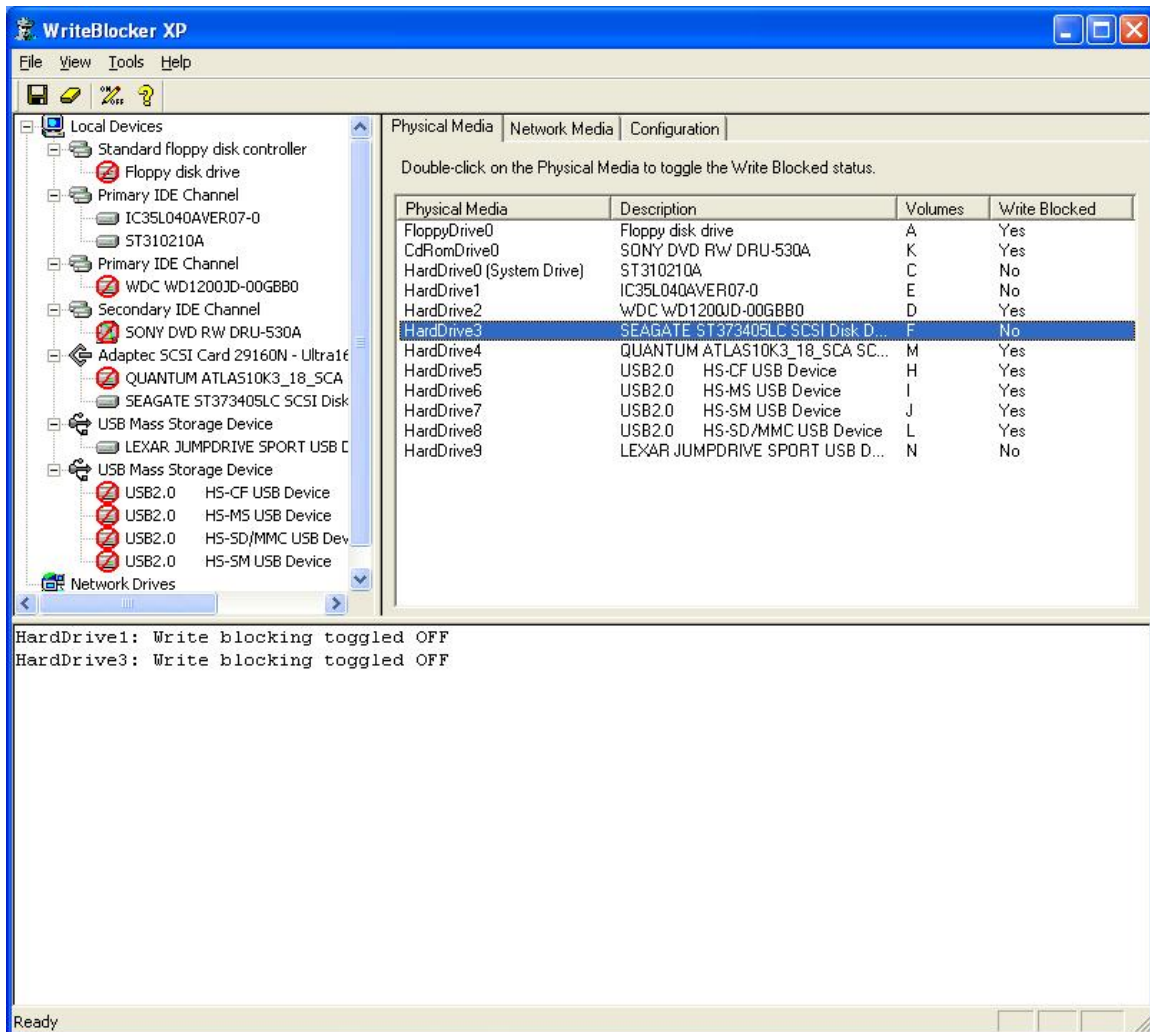 WriteBlocker XP
File View Tools Help
ON OFF
Local Devices
Standard floppy disk controller
Floppy disk drive
Primary IDE Channel
IC35L040AVER07-0
ST310210A
Primary IDE Channel
WDC WD1200JD-00GBB0
Secondary IDE Channel
SONY DVD RW DRU-530A
Adaptec SCSI Card 29160N - Ultra16
QUANTUM ATLAS10K3_18_SCA
SEAGATE ST373405LC SCSI Disk
USB Mass Storage Device
LEXAR JUMPDRIVE SPORT USB D
USB Mass Storage Device
USB2.0 HS-CF USB Device
USB2.0 HS-MS USB Device
USB2.0 HS-SD/MMC USB Dev
USB2.0 HS-SM USB Device
Network Drives
Physical Media Network Media Configuration
Double-click on the Physical Media to toggle the Write Blocked status.
Physical Media Description Volumes Write Blocked
FloppyDrive0 Floppy disk drive A Yes
CdRomDrive0 SONY DVD RW DRU-530A K Yes
HardDrive0 (System Drive) ST310210A C No
HardDrive1 IC35L040AVER07-0 E No
HardDrive2 WDC WD1200JD-00GBB0 D Yes
HardDrive3 SEAGATE ST373405LC SCSI Disk D... F No
HardDrive4 QUANTUM ATLAS10K3_18_SCA SC... M Yes
HardDrive5 USB2.0 HS-CF USB Device H Yes
HardDrive6 USB2.0 HS-MS USB Device I Yes
HardDrive7 USB2.0 HS-SM USB Device J Yes
HardDrive8 USB2.0 HS-SD/MMC USB Device L Yes
HardDrive9 LEXAR JUMPDRIVE SPORT USB D... N No
HardDrive1: Write blocking toggled OFF
HardDrive3: Write blocking toggled OFF
Ready